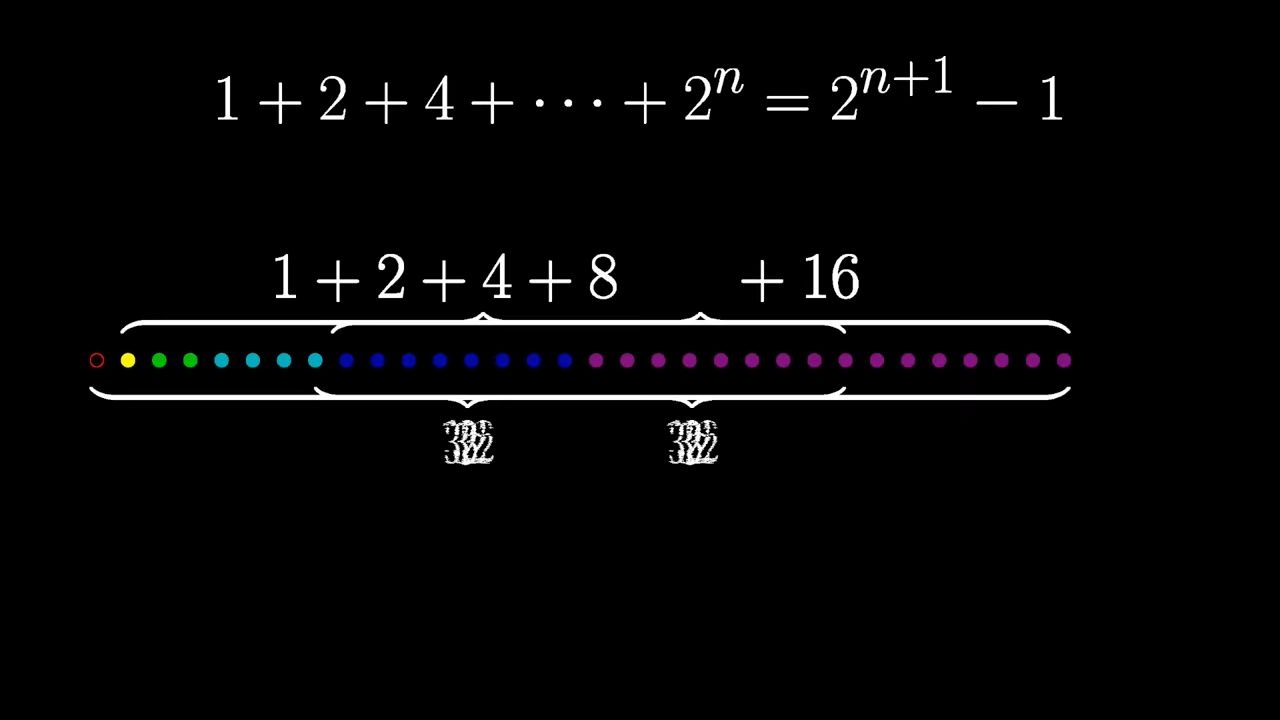 1 + 2 + 4 + ··· + 2^n = 2^{n+1} − 1
1 + 2 + 4 + 8 + 16